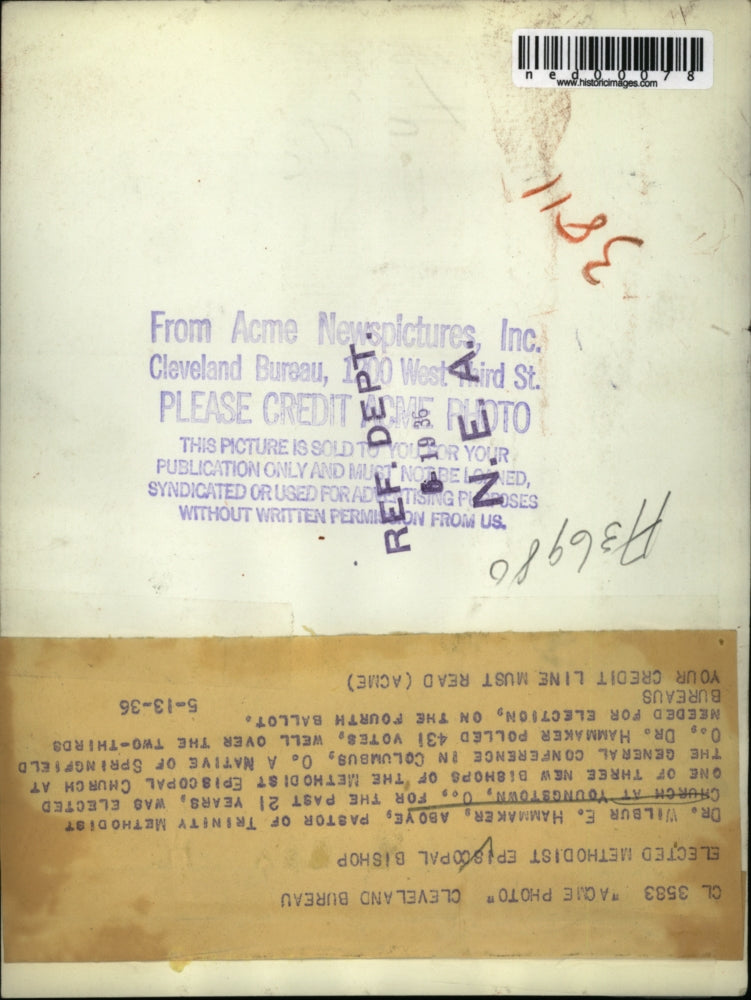 ned00078
www.historicimages.com
3811
From Acme Newspictures, Inc.
Cleveland Bureau, 1200 West Third St.
PLEASE CREDIT ACME PHOTO
THIS PICTURE IS SOLD TO YOU FOR YOUR
PUBLICATION ONLY AND MUST NOT BE LOANED,
SYNDICATED OR USED FOR ADVERTISING PURPOSES
WITHOUT WRITTEN PERMISSION FROM US.
REF. DEPT.
19 36
N. E. A.
A36980
CL 3583 "ACME PHOTO" CLEVELAND BUREAU
ELECTED METHODIST EPISCOPAL BISHOP
DR. WILBUR E. HAMMAKER, ABOVE, PASTOR OF TRINITY METHODIST
CHURCH AT YOUNGSTOWN, O., FOR THE PAST 21 YEARS, WAS ELECTED
ONE OF THREE NEW BISHOPS OF THE METHODIST EPISCOPAL CHURCH AT
THE GENERAL CONFERENCE IN COLUMBUS, O. A NATIVE OF SPRINGFIELD
O., DR. HAMMAKER POLLED 431 VOTES, WELL OVER THE TWO-THIRDS
NEEDED FOR ELECTION, ON THE FOURTH BALLOT.
BUREAUS 5-13-36
YOUR CREDIT LINE MUST READ (ACME)